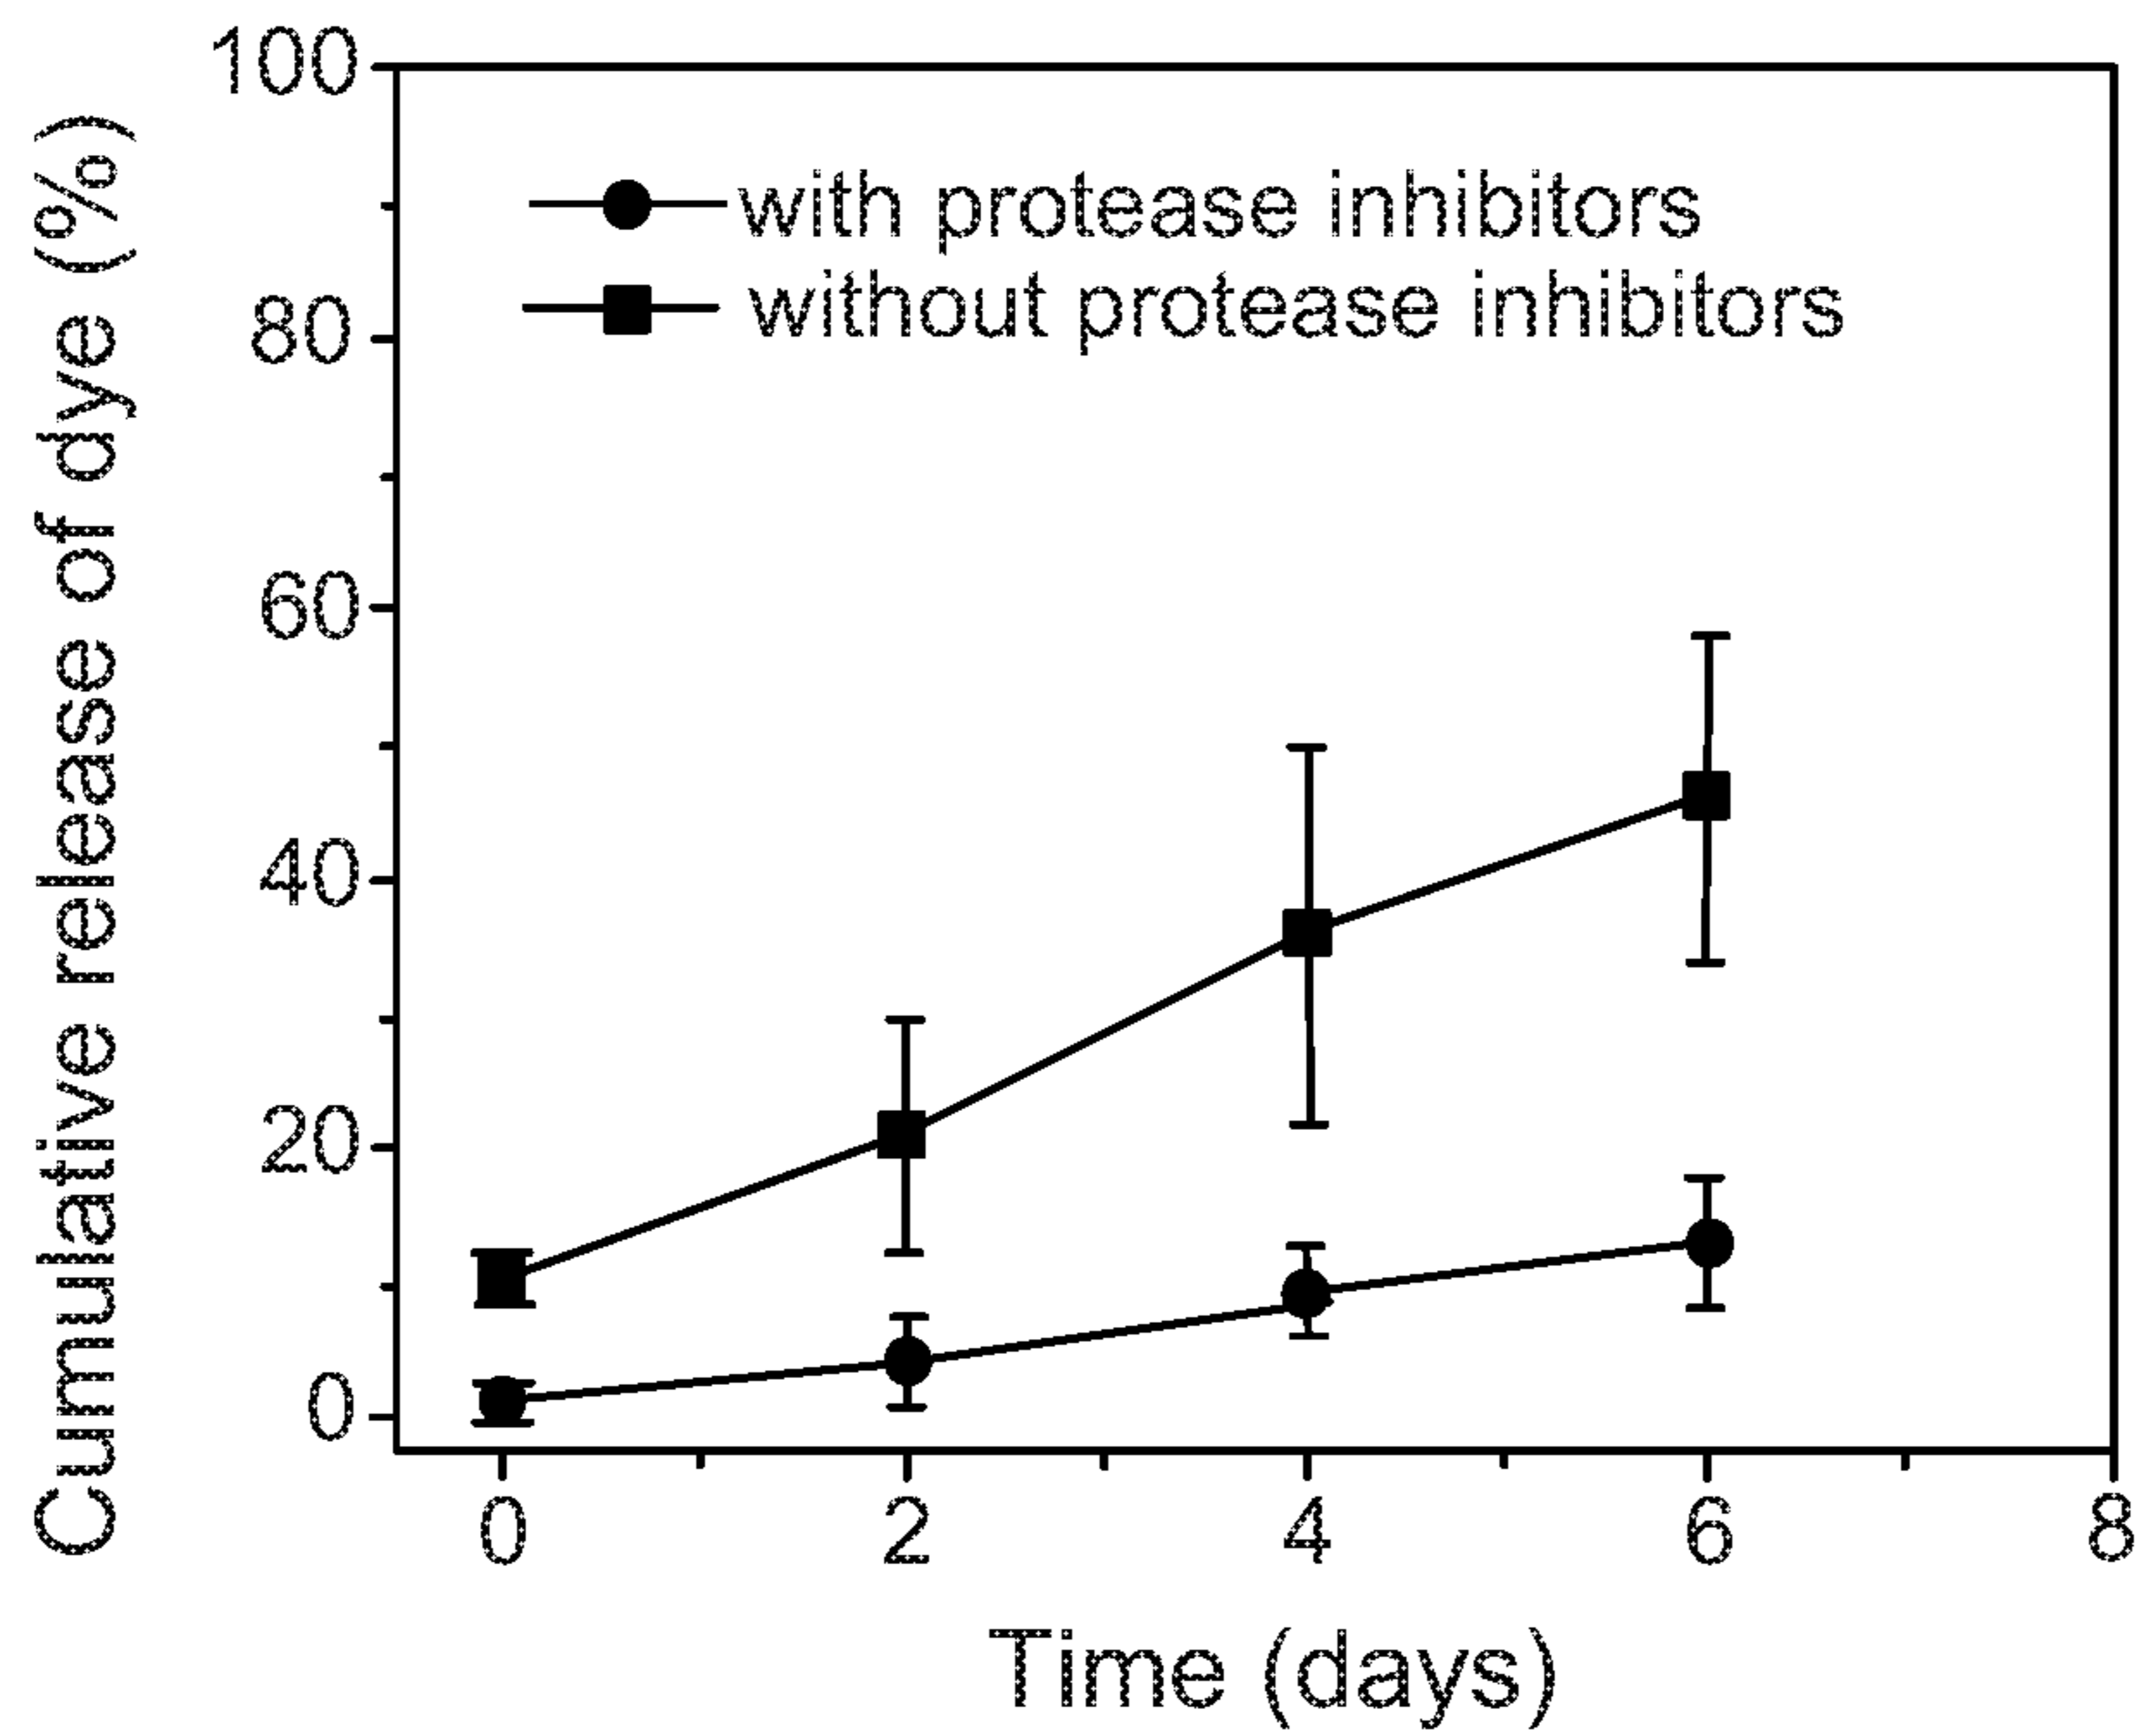 Cumulative release of dye (%)
100
80
60
40
20
0
with protease inhibitors
without protease inhibitors
0 2 4 6 8
Time (days)